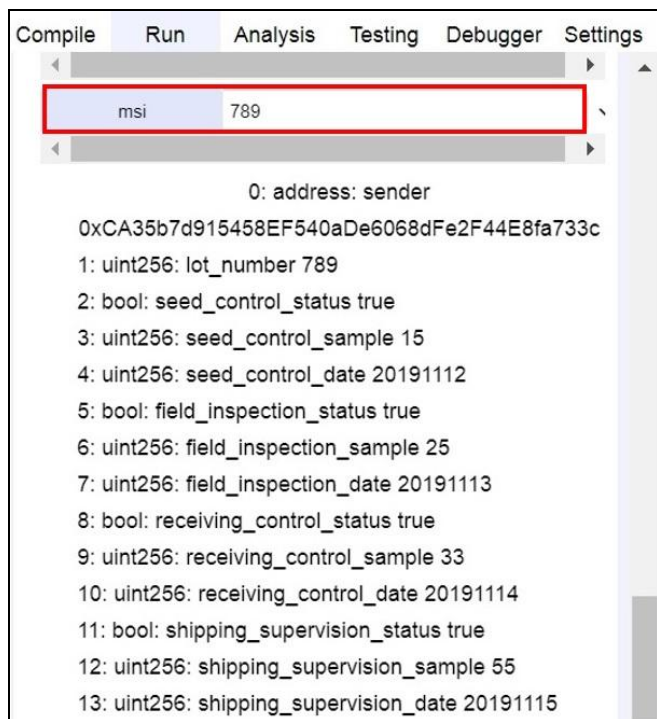 Compile Run Analysis Testing Debugger Settings
msi 789
0: address: sender
0xCA35b7d915458EF540aDe6068dFe2F44E8fa733c
1: uint256: lot_number 789
2: bool: seed_control_status true
3: uint256: seed_control_sample 15
4: uint256: seed_control_date 20191112
5: bool: field_inspection_status true
6: uint256: field_inspection_sample 25
7: uint256: field_inspection_date 20191113
8: bool: receiving_control_status true
9: uint256: receiving_control_sample 33
10: uint256: receiving_control_date 20191114
11: bool: shipping_supervision_status true
12: uint256: shipping_supervision_sample 55
13: uint256: shipping_supervision_date 20191115